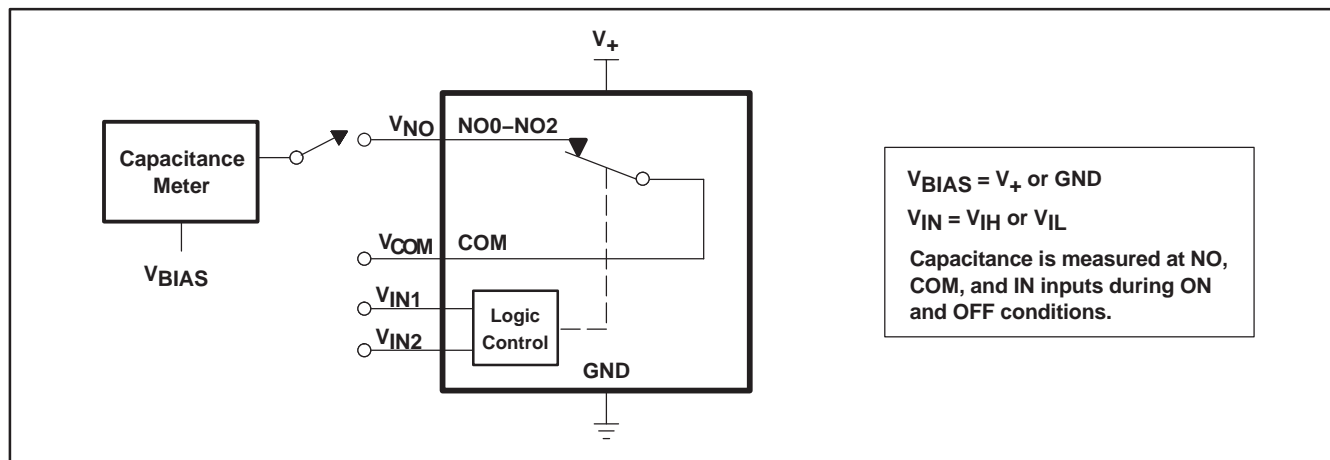 V+
Capacitance
Meter
VBIAS
VNO
NO0–NO2
VCOM
COM
VIN1
VIN2
Logic
Control
GND
VBIAS = V+ or GND
VIN = VIH or VIL
Capacitance is measured at NO,
COM, and IN inputs during ON
and OFF conditions.